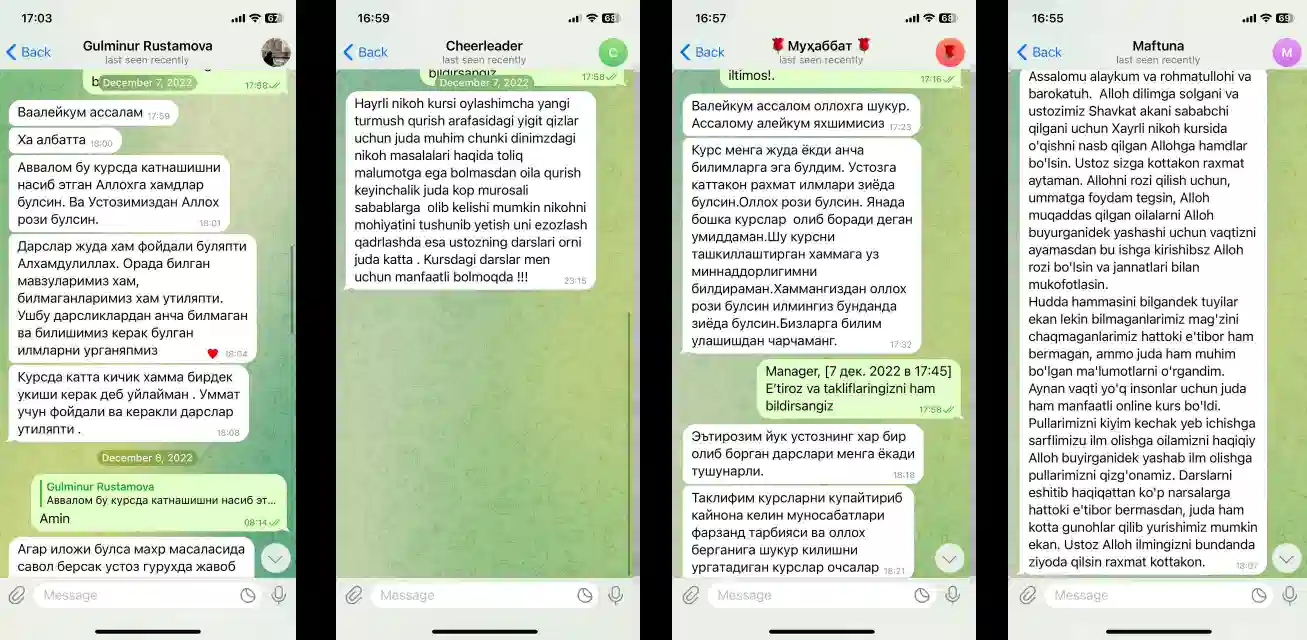 17:03
67
Back
Gulminur Rustamova
last seen recently
b
December 7, 2022
17:58
Ваалейкум ассалам 17:59
Ха албатта 18:00
Аввалом бу курсда катнашишни
насиб этган Аллохга хамдлар
булсин. Ва Устозимиздан Аллох
рози булсин.
18:01
Дарслар жуда хам фойдали буляпти
Алхамдулиллах. Орада билган
мавзуларимиз хам,
билмаганларимиз хам утиляпти.
Ушбу дарсликлардан анча билмаган
ва билишимиз керак булган
илмларни урганяпмиз
18:04
Курсда катта кичик хамма бирдек
укиши керак деб уйлайман . Уммат
учун фойдали ва керакли дарслар
утиляпти .
18:08
December 8, 2022
Gulminur Rustamova
Аввалом бу курсда катнашишни насиб эт...
Amin
08:14
Агар иложи булса махр масаласида
савол берсак устоз гурухда жавоб
Message
16:59
68
Back
Cheerleader
last seen recently
C
bildirsangiz
17:58
December 7, 2022
Hayrli nikoh kursi oylashimcha yangi
turmush qurish arafasidagi yigit qizlar
uchun juda muhim chunki dinimzdagi
nikoh masalalari haqida toliq
malumotga ega bolmasdan oila qurish
keyinchalik juda kop murosali
sabablarga olib kelishi mumkin nikohni
mohiyatini tushunib yetish uni ezozlash
qadrlashda esa ustozning darslari orni
juda katta . Kursdagi darslar men
uchun manfaatli bolmoqda !!!
23:15
Message
16:57
68
Back
Муҳаббат
last seen recently
iltimos!.
17:16
Валейкум ассалом оллохга шукур.
Ассалому алейкум яхшимисиз 17:23
Курс менга жуда ёкди анча
билимларга эга булдим. Устозга
каттакон рахмат илмлари зиёда
булсин.Оллох рози булсин. Янада
бошка курслар олиб боради деган
умиддаман.Шу курсни
ташкиллаштирган хаммага уз
миннаддорлигимни
билдираман.Хаммангиздан оллох
рози булсин илмингиз бунданда
зиёда булсин.Бизларга билим
улашишдан чарчаманг.
17:32
Manager, [7 дек. 2022 в 17:45]
E'tiroz va takliflaringizni ham
bildirsangiz
17:58
Эътирозим йук устознинг хар бир
олиб борган дарслари менга ёкади
тушунарли.
18:18
Таклифим курсларни купайтириб
кайнона келин муносабатлари
фарзанд тарбияси ва оллох
берганига шукур килишни
ургатадиган курслар очсалар 18:21
Message
16:55
69
Back
Maftuna
last seen recently
M
Assalomu alaykum va rohmatullohi va
barokatuh. Alloh dilimga solgani va
ustozimiz Shavkat akani sababchi
qilgani uchun Xayrli nikoh kursida
o'qishni nasb qilgan Allohga hamdlar
bo'lsin. Ustoz sizga kottakon raxmat
aytaman. Allohni rozi qilish uchun,
ummatga foydam tegsin, Alloh
muqaddas qilgan oilalarni Alloh
buyurganidek yashashi uchun vaqtizni
ayamasdan bu ishga kirishibsz Alloh
rozi bo'lsin va jannatlari bilan
mukofotlasin.
Hudda hammasini bilgandek tuyilar
ekan lekin bilmaganlarimiz mag'zini
chaqmaganlarimiz hattoki e'tibor ham
bermagan, ammo juda ham muhim
bo'lgan ma'lumotlarni o'rgandim.
Aynan vaqti yo'q insonlar uchun juda
ham manfaatli online kurs bo'ldi.
Pullarimizni kiyim kechak yeb ichishga
sarflimizu ilm olishga oilamizni haqiqiy
Alloh buyirganidek yashab ilm olishga
pullarimizni qizg'onamiz. Darslarni
eshitib haqiqattan ko'p narsalarga
hattoki e'tibor bermasdan, juda ham
kotta gunohlar qilib yurishimiz mumkin
ekan. Ustoz Alloh ilmingizni bundanda
ziyoda qilsin raxmat kottakon.
18:07
Message